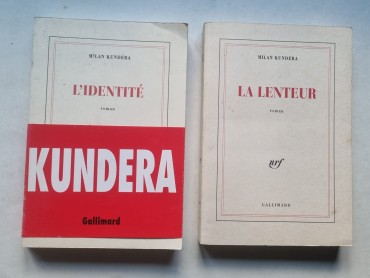 MILAN KUNDERA
L'IDENTITÉ
roman
KUNDERA
Gallimard
MILAN KUNDERA
LA LENTEUR
roman
nrf
GALLIMARD